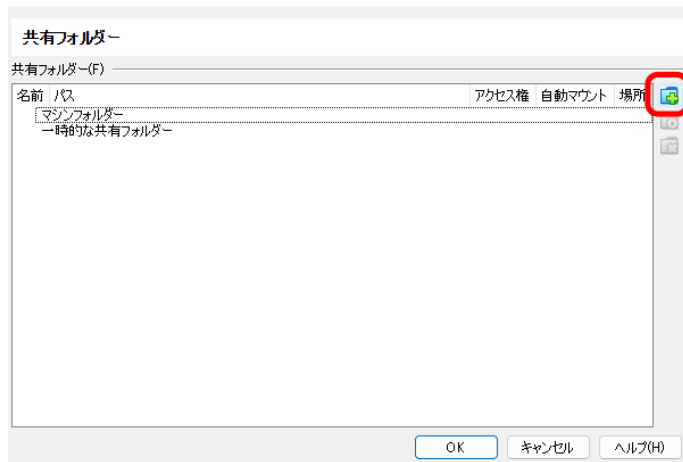 共有フォルダー
共有フォルダー(F)
名前 パス アクセス権 自動マウント 場所
マシンフォルダー
一時的な共有フォルダー
OK キャンセル ヘルプ(H)